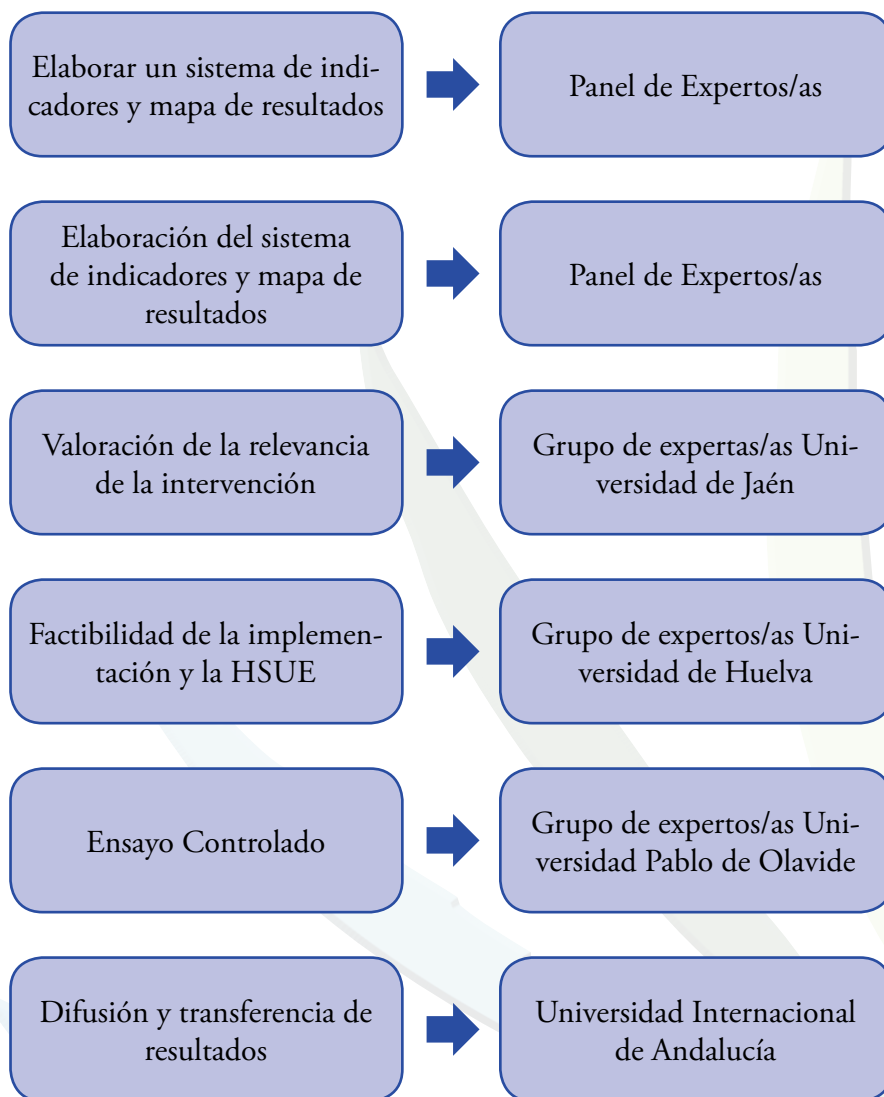 Elaborar un sistema de indi-
cadores y mapa de resultados
Panel de Expertos/as
Elaboración del sistema
de indicadores y mapa de
resultados
Panel de Expertos/as
Valoración de la relevancia
de la intervención
Grupo de expertas/as Uni-
versidad de Jaén
Factibilidad de la implemen-
tación y la HSUE
Grupo de expertos/as Uni-
versidad de Huelva
Ensayo Controlado
Grupo de expertos/as Uni-
versidad Pablo de Olavide
Difusión y transferencia de
resultados
Universidad Internacional
de Andalucía